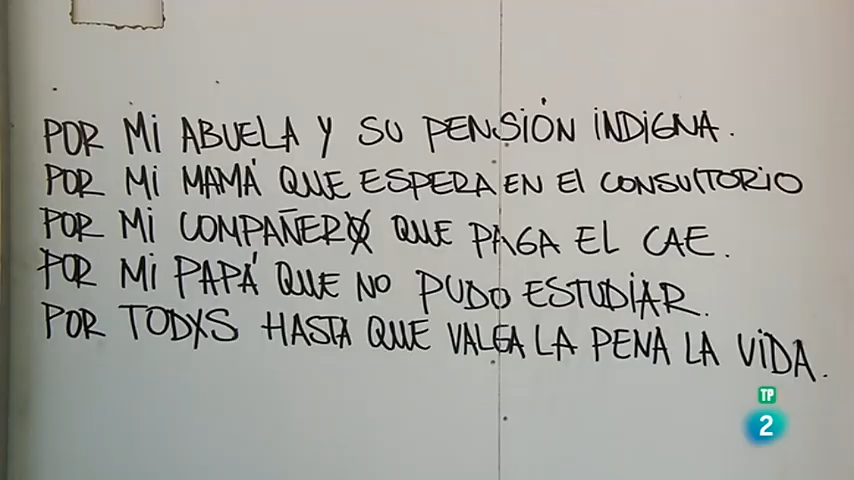 POR Mi ABUELA Y SU PENSIÓN iNDiGNA.
POR Mi MAMÁ QUE ESPERA EN El CONSULTORiO
POR Mi COMPAÑERX QUE PAGA EL CAE.
POR Mi PAPÁ QUE NO PUDO ESTUDiAR.
POR TODXS HASTA QUE VALGA LA PENA LA ViDA.
TP
2